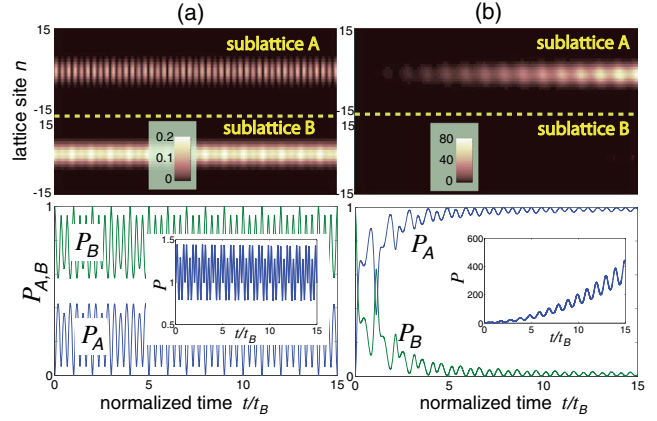 (a)
(b)
15
sublattice A
15
sublattice A
lattice site n
-15
15
sublattice B
-15
15
sublattice B
0.2
0.1
0
80
40
0
-15
-15
1
P_B
P_A
P_A,B
0
0 5 10 15
normalized time t/t_B
1.5
1
0.5
P
0 5 10 15
t/t_B
1
P_A
P_B
0
0 5 10 15
normalized time t/t_B
600
400
200
0
P
0 5 10 15
t/t_B